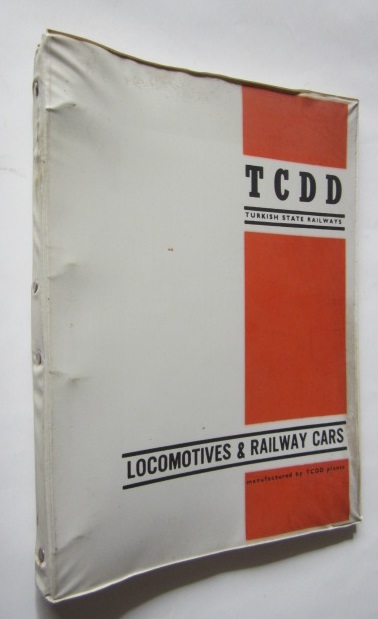 TCDD
TURKISH STATE RAILWAYS
LOCOMOTIVES & RAILWAY CARS
manufactured by TCDD plants